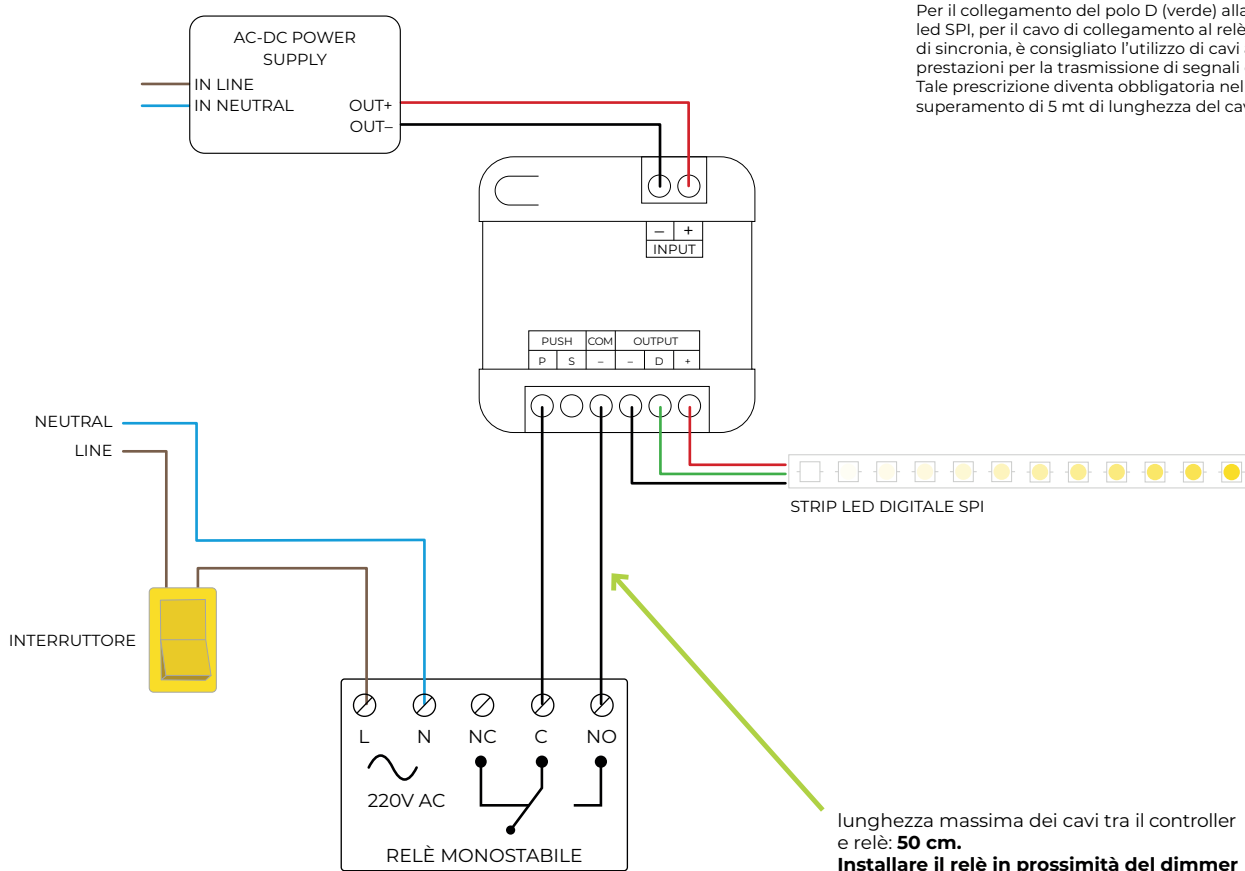 Per il collegamento del polo D (verde) alla
led SPI, per il cavo di collegamento al relè
di sincronia, è consigliato l'utilizzo di cavi
prestazioni per la trasmissione di segnali
Tale prescrizione diventa obbligatoria nel
superamento di 5 mt di lunghezza del
AC-DC POWER
SUPPLY
IN LINE
IN NEUTRAL
OUT+
OUT–
– +
INPUT
PUSH COM OUTPUT
P S – – D +
NEUTRAL
LINE
STRIP LED DIGITALE SPI
INTERRUTTORE
L N NC C NO
220V AC
RELÈ MONOSTABILE
lunghezza massima dei cavi tra il controller
e relè: 50 cm.
Installare il relè in prossimità del dimmer